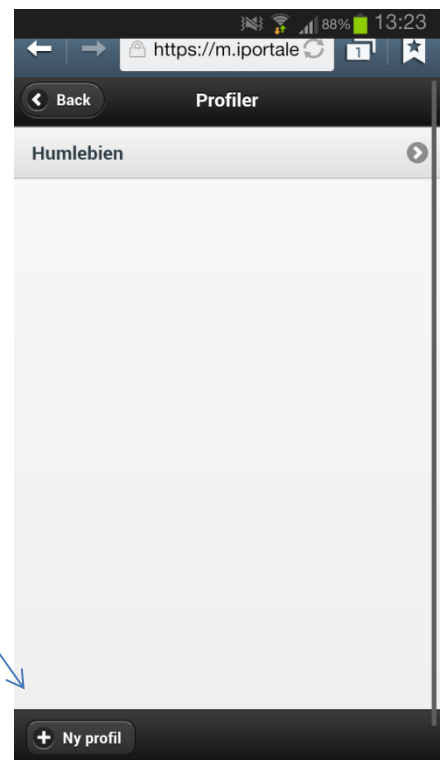 88% 13:23
https://m.iportale
1
Back
Profiler
Humlebien
Ny profil